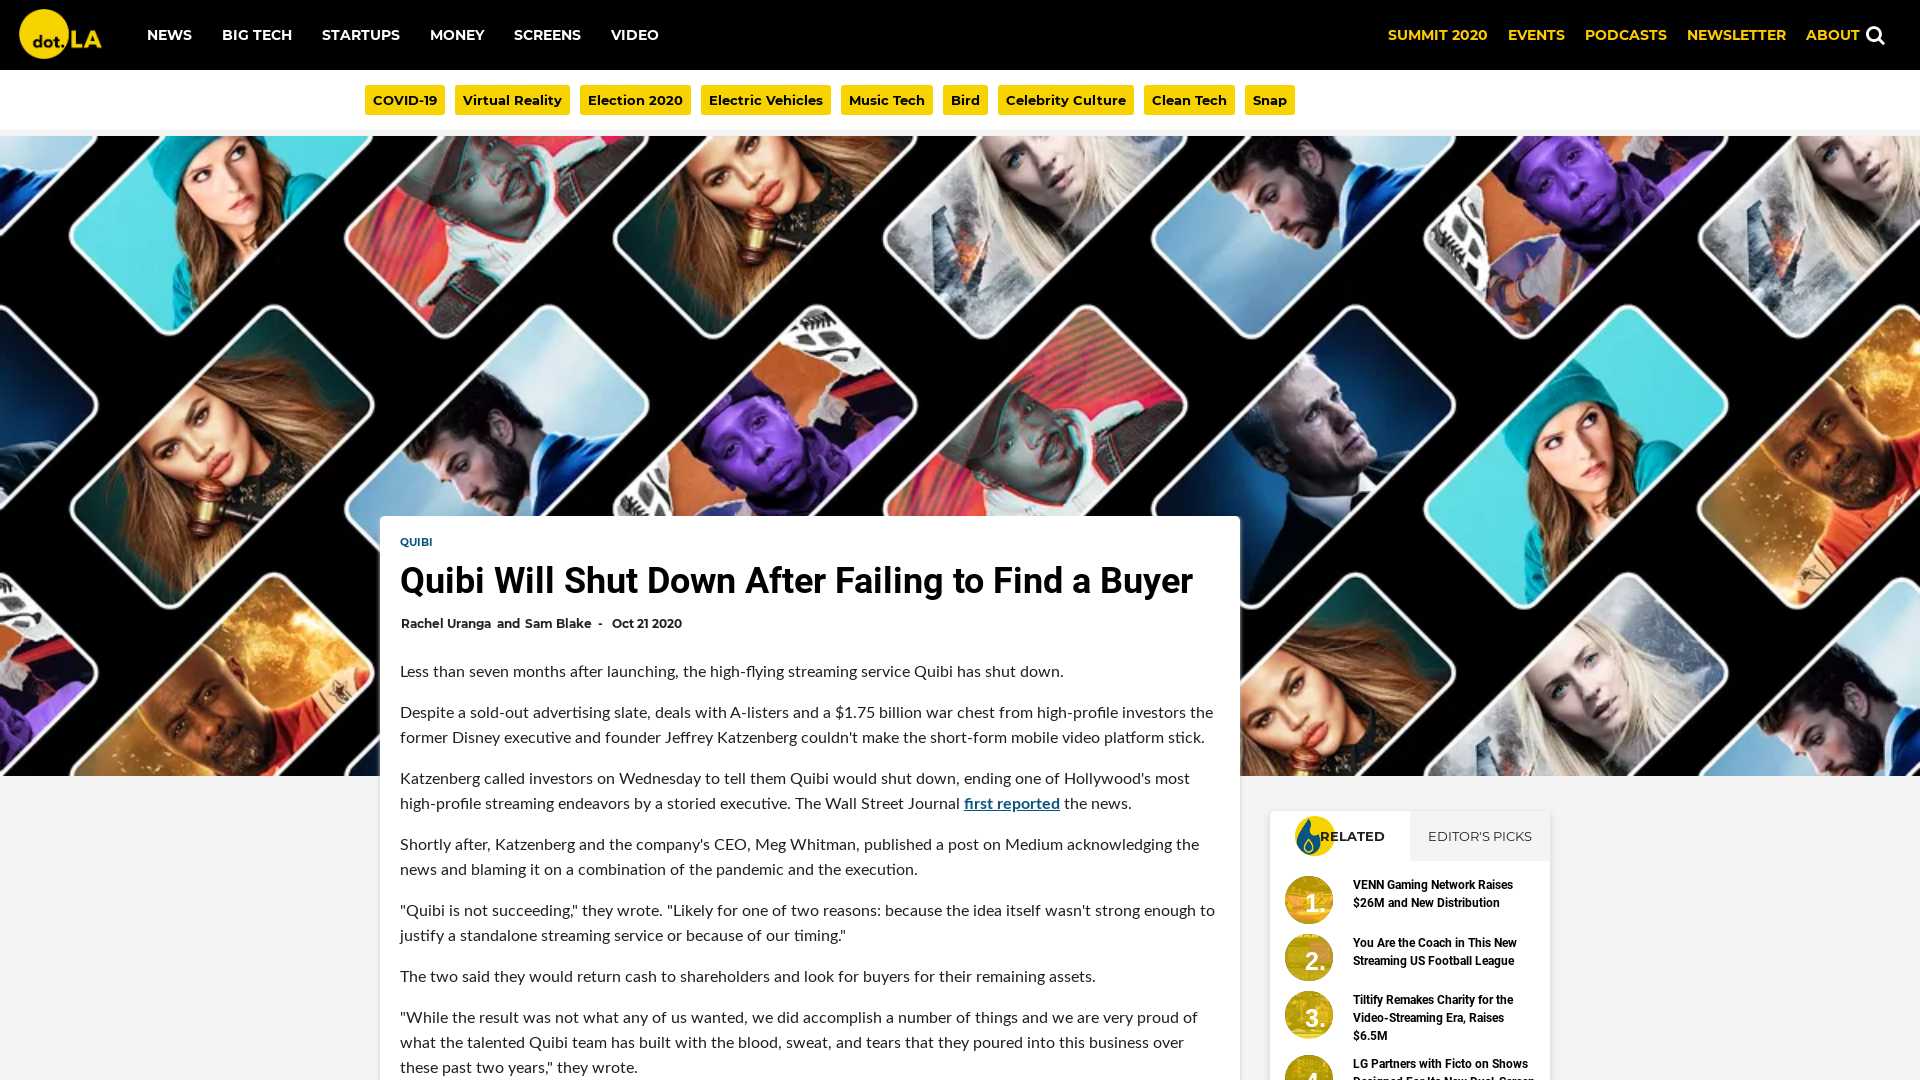 dot.LA
NEWS
BIG TECH
STARTUPS
MONEY
SCREENS
VIDEO
SUMMIT 2020
EVENTS
PODCASTS
NEWSLETTER
ABOUT
COVID-19
Virtual Reality
Election 2020
Electric Vehicles
Music Tech
Bird
Celebrity Culture
Clean Tech
Snap
QUIBI
Quibi Will Shut Down After Failing to Find a Buyer
Rachel Uranga and Sam Blake - Oct 21 2020
Less than seven months after launching, the high-flying streaming service Quibi has shut down.
Despite a sold-out advertising slate, deals with A-listers and a $1.75 billion war chest from high-profile investors the
former Disney executive and founder Jeffrey Katzenberg couldn't make the short-form mobile video platform stick.
Katzenberg called investors on Wednesday to tell them Quibi would shut down, ending one of Hollywood's most
high-profile streaming endeavors by a storied executive. The Wall Street Journal first reported the news.
Shortly after, Katzenberg and the company's CEO, Meg Whitman, published a post on Medium acknowledging the
news and blaming it on a combination of the pandemic and the execution.
"Quibi is not succeeding," they wrote. "Likely for one of two reasons: because the idea itself wasn't strong enough to
justify a standalone streaming service or because of our timing."
The two said they would return cash to shareholders and look for buyers for their remaining assets.
"While the result was not what any of us wanted, we did accomplish a number of things and we are very proud of
what the talented Quibi team has built with the blood, sweat, and tears that they poured into this business over
these past two years," they wrote.
RELATED
EDITOR'S PICKS
1.
VENN Gaming Network Raises
$26M and New Distribution
2.
You Are the Coach in This New
Streaming US Football League
3.
Tiltify Remakes Charity for the
Video-Streaming Era, Raises
$6.5M
4.
LG Partners with Ficto on Shows
Designed For Its New Dual-Screen